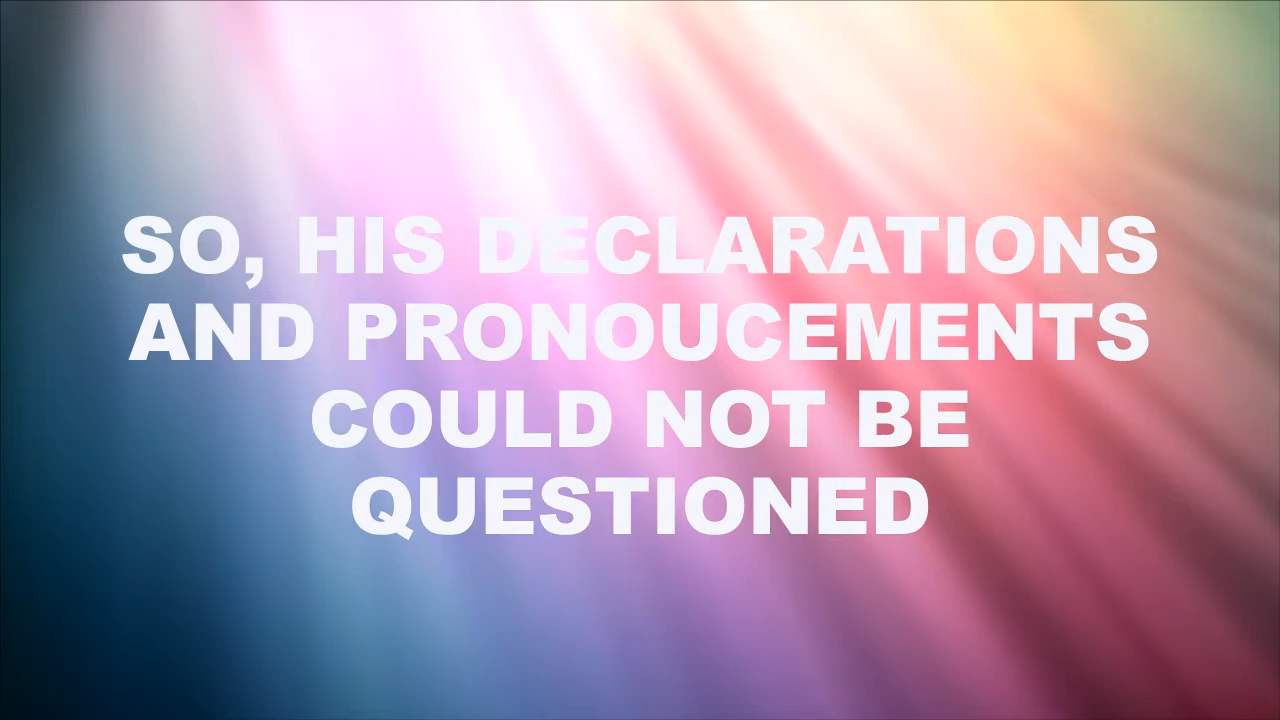 SO, HIS DECLARATIONS
AND PRONOUCEMENTS
COULD NOT BE
QUESTIONED